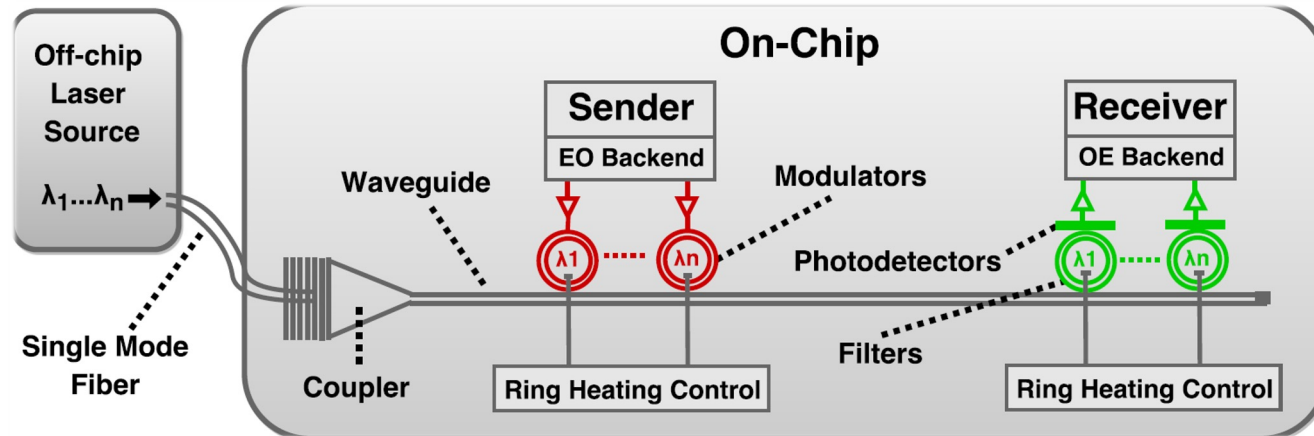 On-Chip
Off-chip
Laser
Source
λ1...λn
Single Mode
Fiber
Coupler
Waveguide
Sender
EO Backend
Modulators
λ1
λn
Ring Heating Control
Receiver
OE Backend
Photodetectors
λ1
λn
Filters
Ring Heating Control